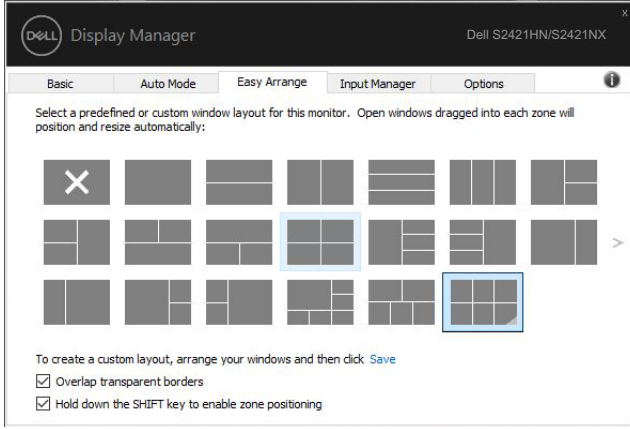 DELL Display Manager Dell S2421HN/S2421NX x
Basic Auto Mode Easy Arrange Input Manager Options i
Select a predefined or custom window layout for this monitor. Open windows dragged into each zone will
position and resize automatically:
>
To create a custom layout, arrange your windows and then click Save
Overlap transparent borders
Hold down the SHIFT key to enable zone positioning